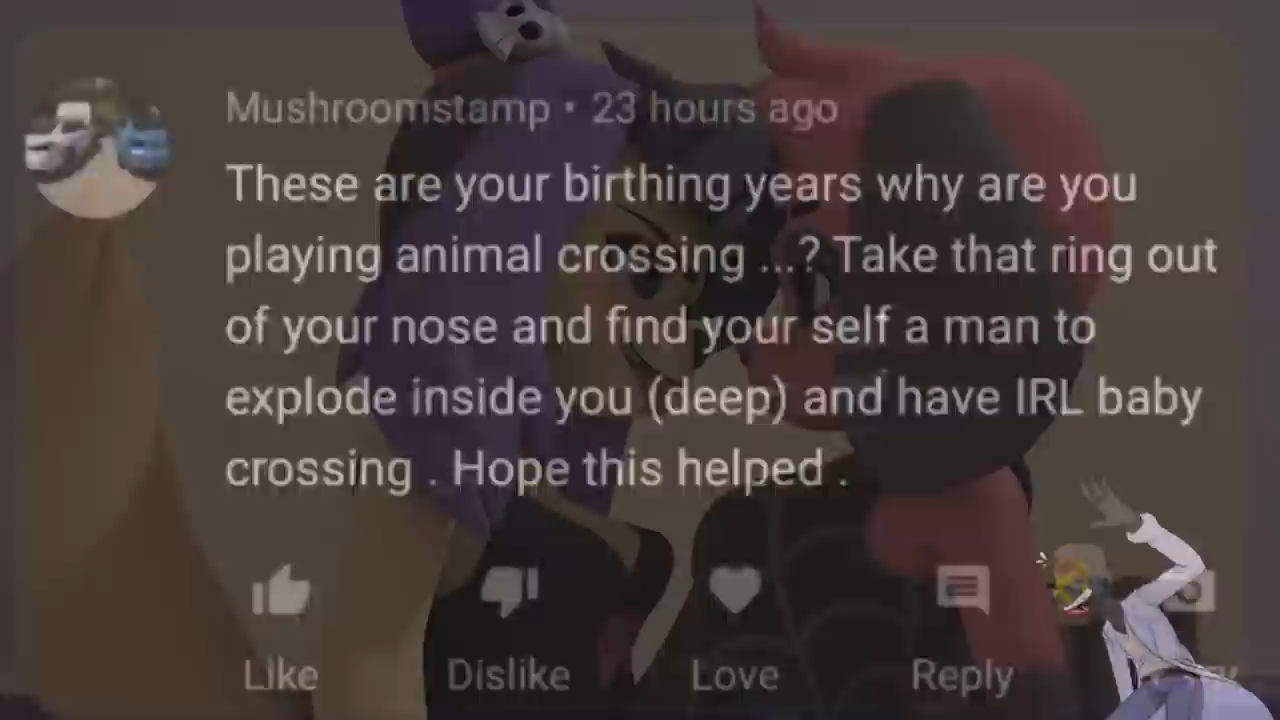 Mushroomstamp • 23 hours ago
These are your birthing years why are you
playing animal crossing ...? Take that ring out
of your nose and find your self a man to
explode inside you (deep) and have IRL baby
crossing . Hope this helped .
Like Dislike Love Reply